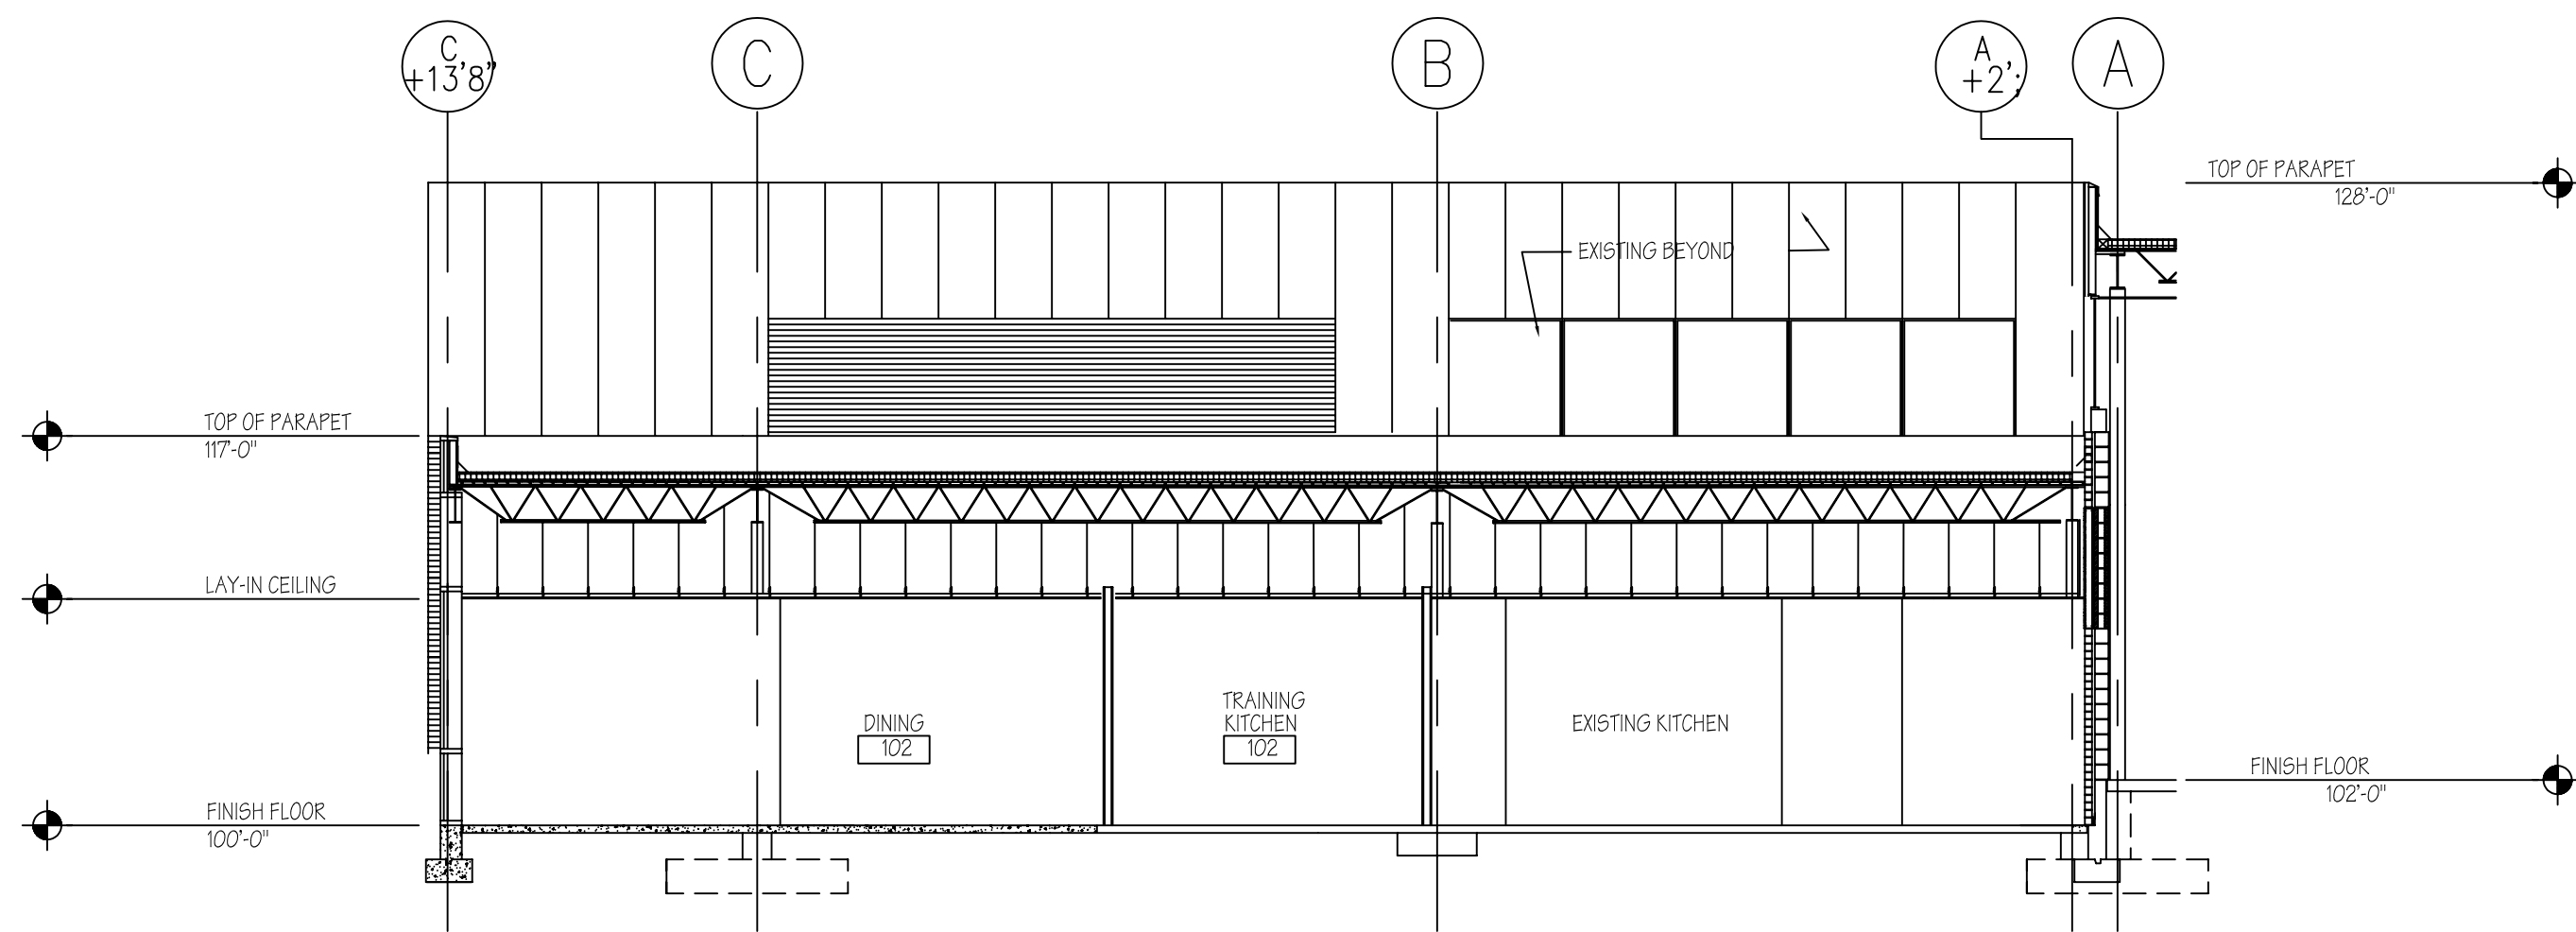 C
+13'8"
C
B
A
+2';
A
TOP OF PARAPET
128'-0"
EXISTING BEYOND
TOP OF PARAPET
117'-0"
LAY-IN CEILING
DINING
102
TRAINING
KITCHEN
102
EXISTING KITCHEN
FINISH FLOOR
102'-0"
FINISH FLOOR
100'-0"